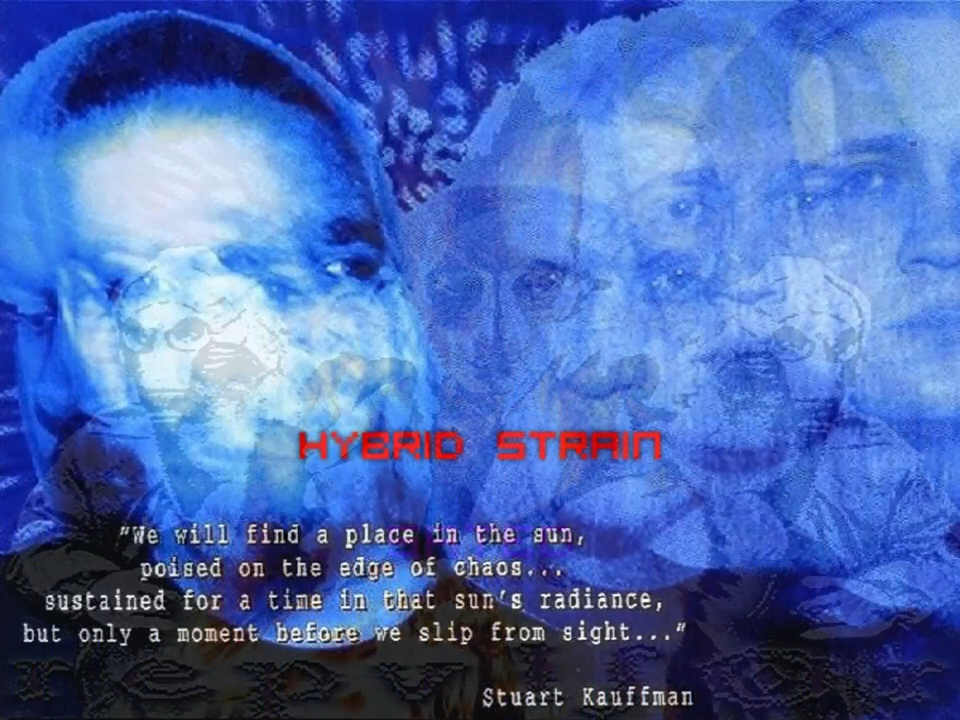 HYBRID STRAIN
"We will find a place in the sun,
poised on the edge of chaos...
sustained for a time in that sun's radiance,
but only a moment before we slip from sight..."
Stuart Kauffman